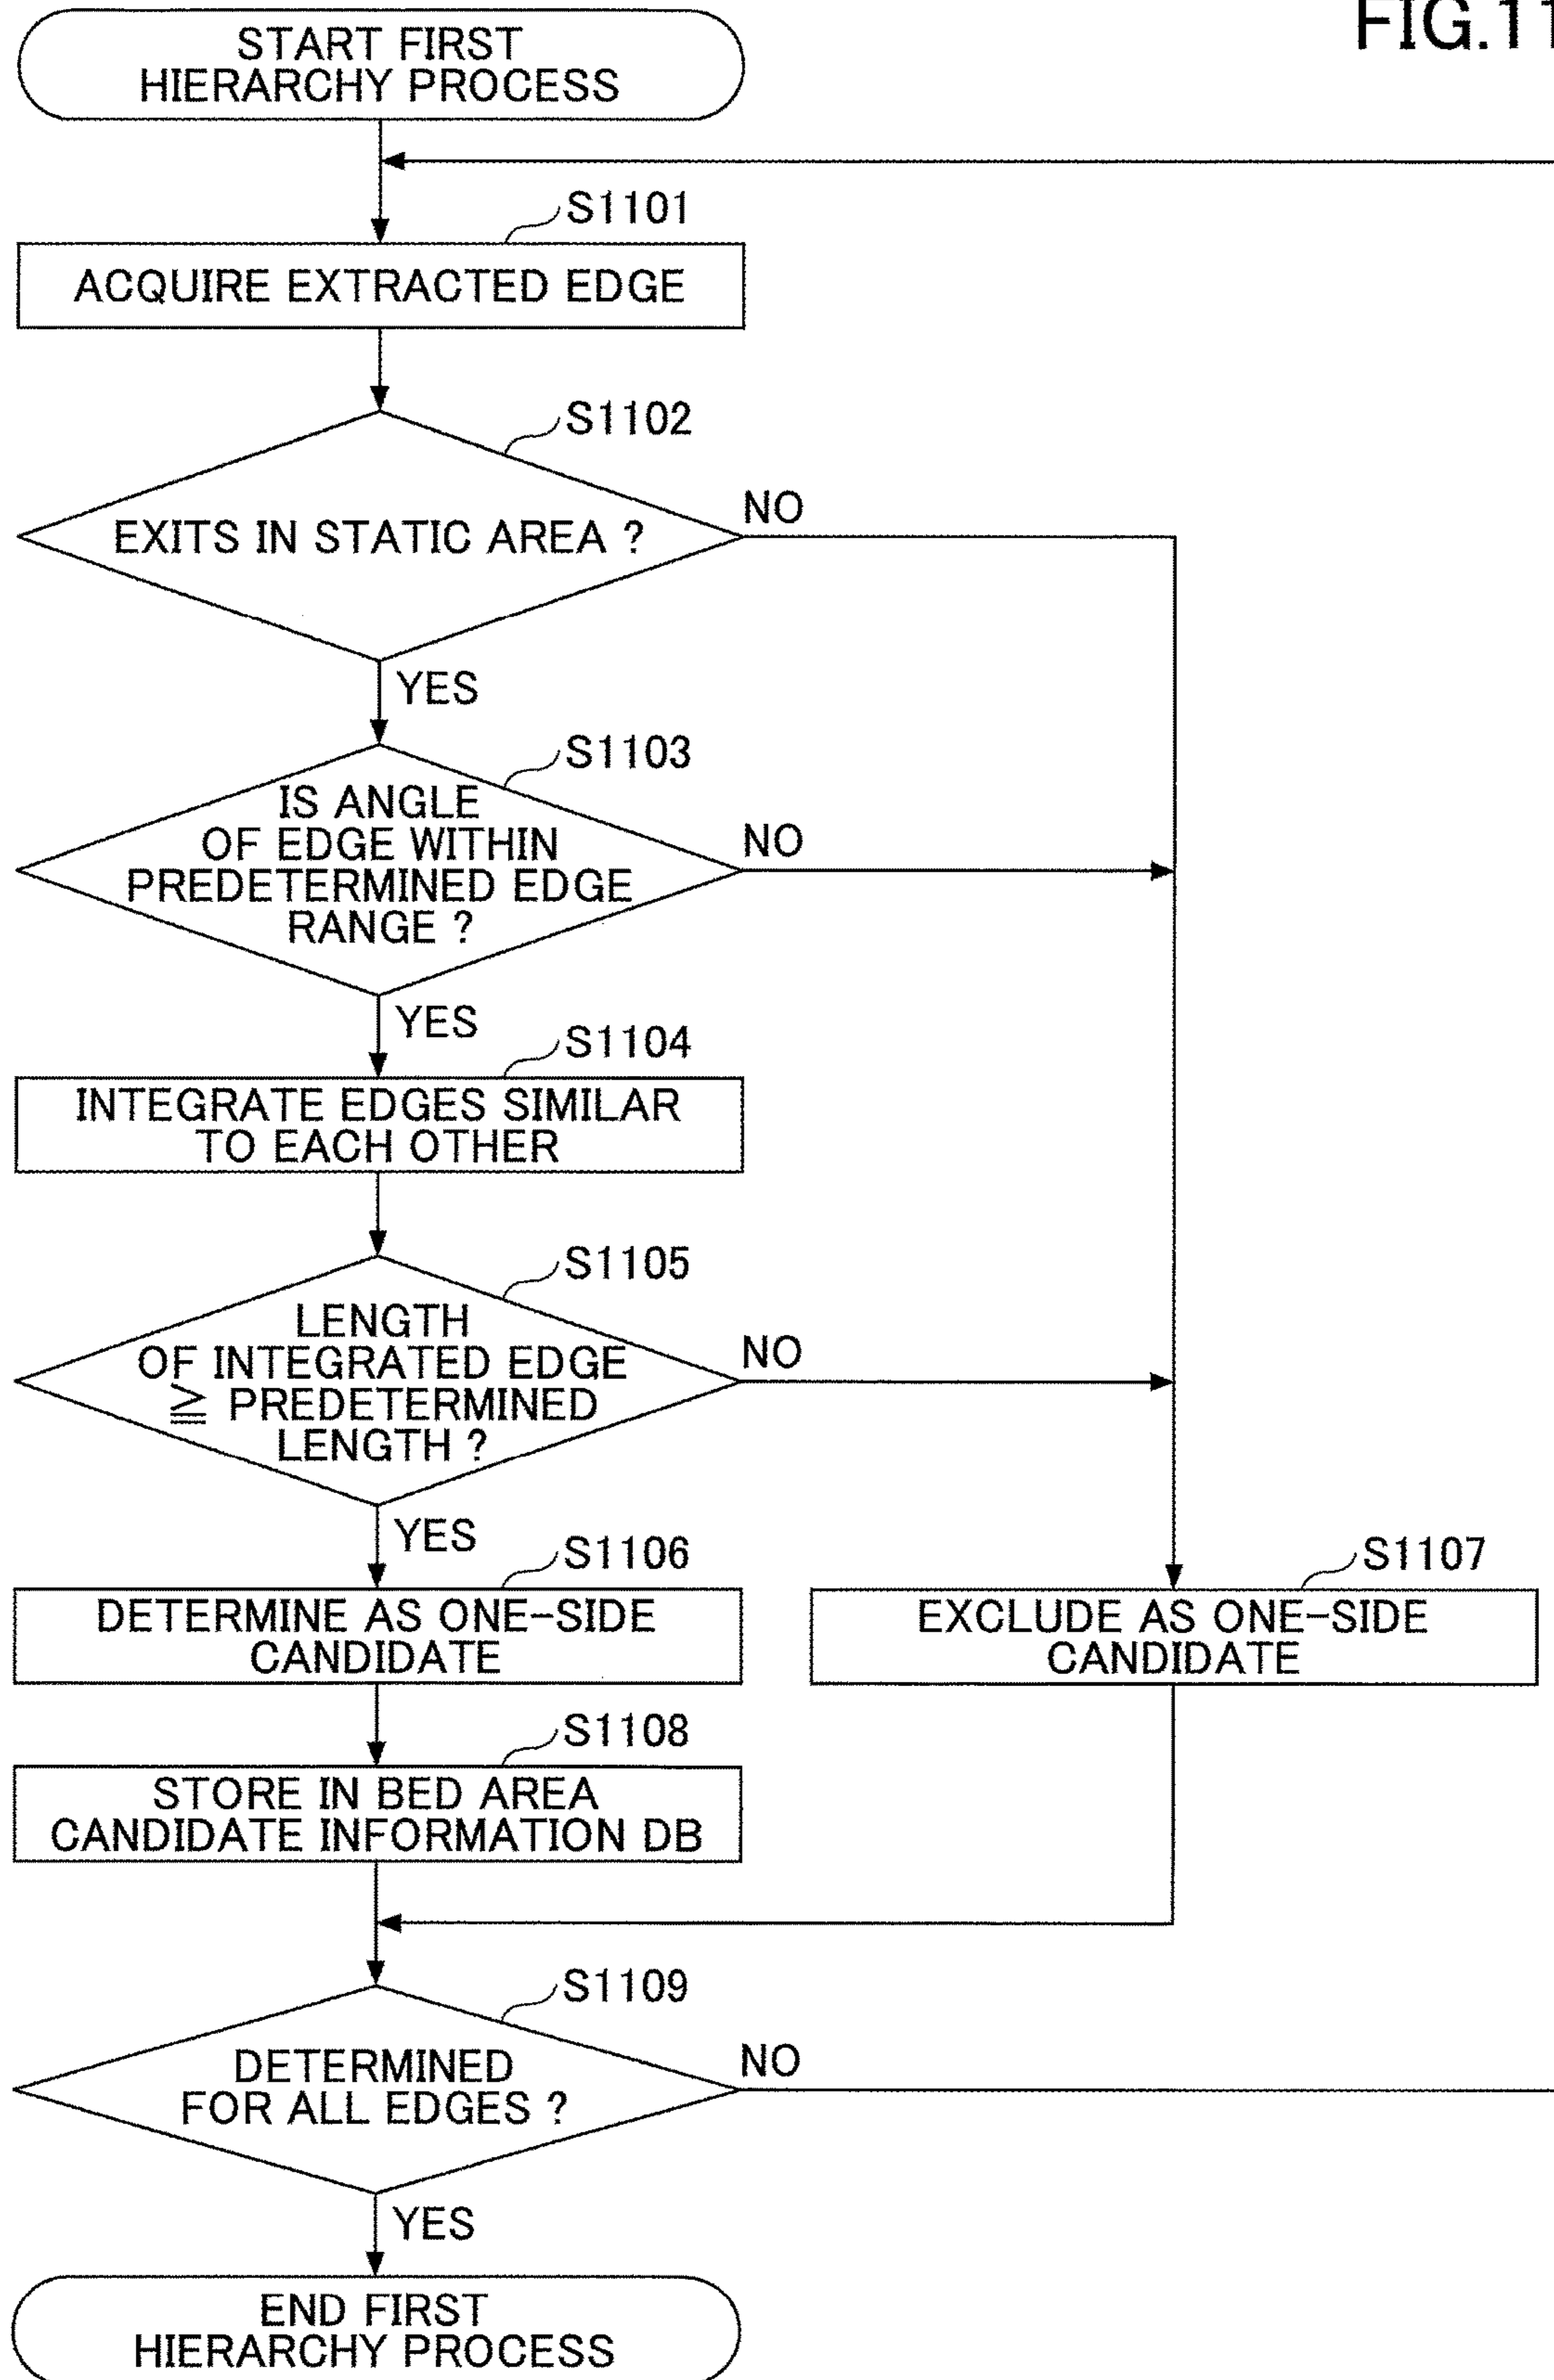 FIG.11
START FIRST
HIERARCHY PROCESS
S1101
ACQUIRE EXTRACTED EDGE
S1102
EXITS IN STATIC AREA ?
NO
YES
S1103
IS ANGLE
OF EDGE WITHIN
PREDETERMINED EDGE
RANGE ?
NO
YES
S1104
INTEGRATE EDGES SIMILAR
TO EACH OTHER
S1105
LENGTH
OF INTEGRATED EDGE
≧ PREDETERMINED
LENGTH ?
NO
YES
S1106
DETERMINE AS ONE-SIDE
CANDIDATE
S1107
EXCLUDE AS ONE-SIDE
CANDIDATE
S1108
STORE IN BED AREA
CANDIDATE INFORMATION DB
S1109
DETERMINED
FOR ALL EDGES ?
NO
YES
END FIRST
HIERARCHY PROCESS